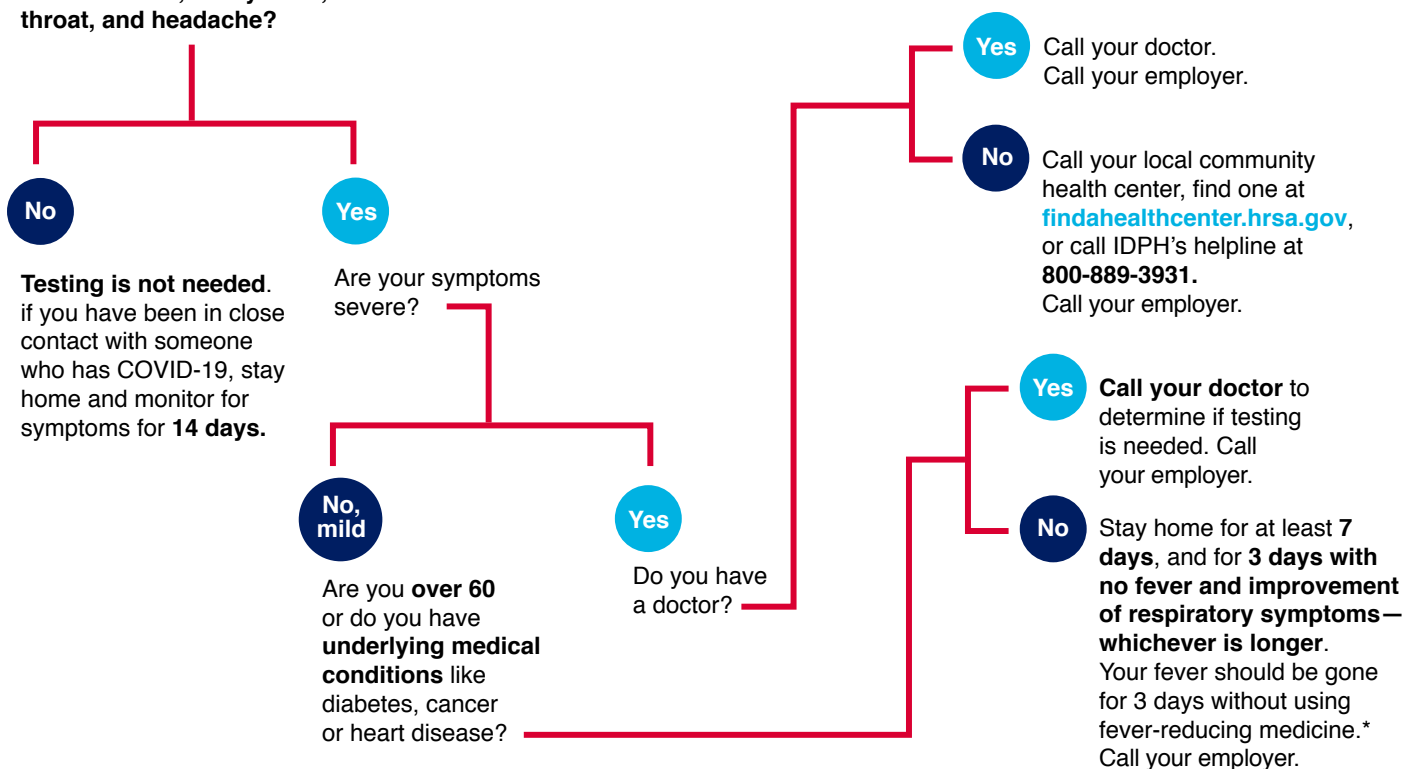 throat, and headache?
No
Yes
Testing is not needed.
if you have been in close
contact with someone
who has COVID-19, stay
home and monitor for
symptoms for 14 days.
Are your symptoms
severe?
No,
mild
Yes
Are you over 60
or do you have
underlying medical
conditions like
diabetes, cancer
or heart disease?
Do you have
a doctor?
Yes
Call your doctor.
Call your employer.
No
Call your local community
health center, find one at
findahealthcenter.hrsa.gov,
or call IDPH’s helpline at
800-889-3931.
Call your employer.
Yes
Call your doctor to
determine if testing
is needed. Call
your employer.
No
Stay home for at least 7
days, and for 3 days with
no fever and improvement
of respiratory symptoms—
whichever is longer.
Your fever should be gone
for 3 days without using
fever-reducing medicine.*
Call your employer.